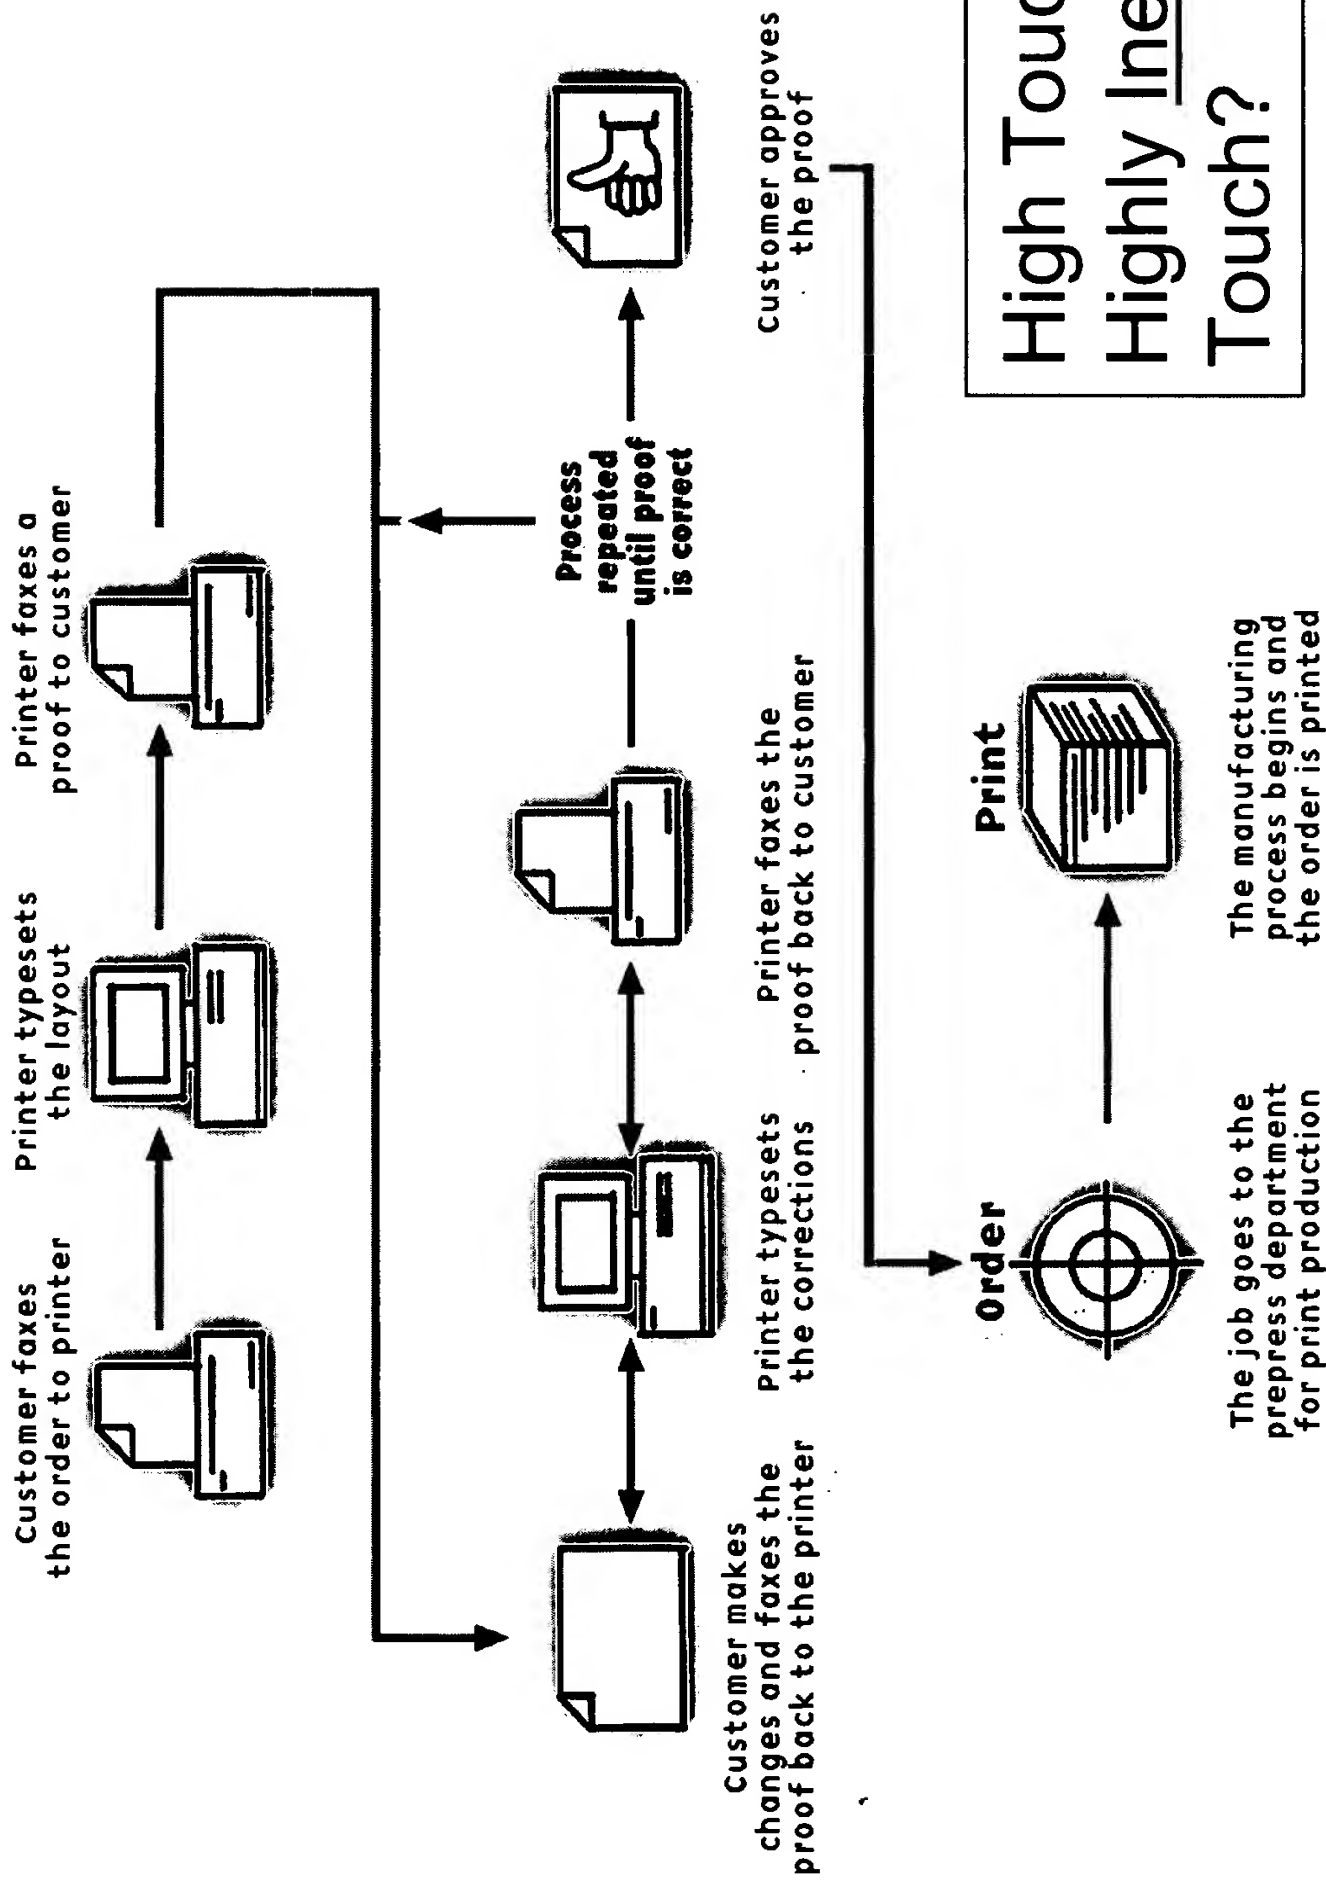 Customer faxes
the order to printer
Printer typesets
the layout
Printer faxes a
proof to customer
Customer makes
changes and faxes the
proof back to the printer
Printer typesets
the corrections
Printer faxes the
proof back to customer
Process
repeated
until proof
is correct
Customer approves
the proof
Order
The job goes to the
prepress department
for print production
Print
The manufacturing
process begins and
the order is printed
High
Highly
Touch?